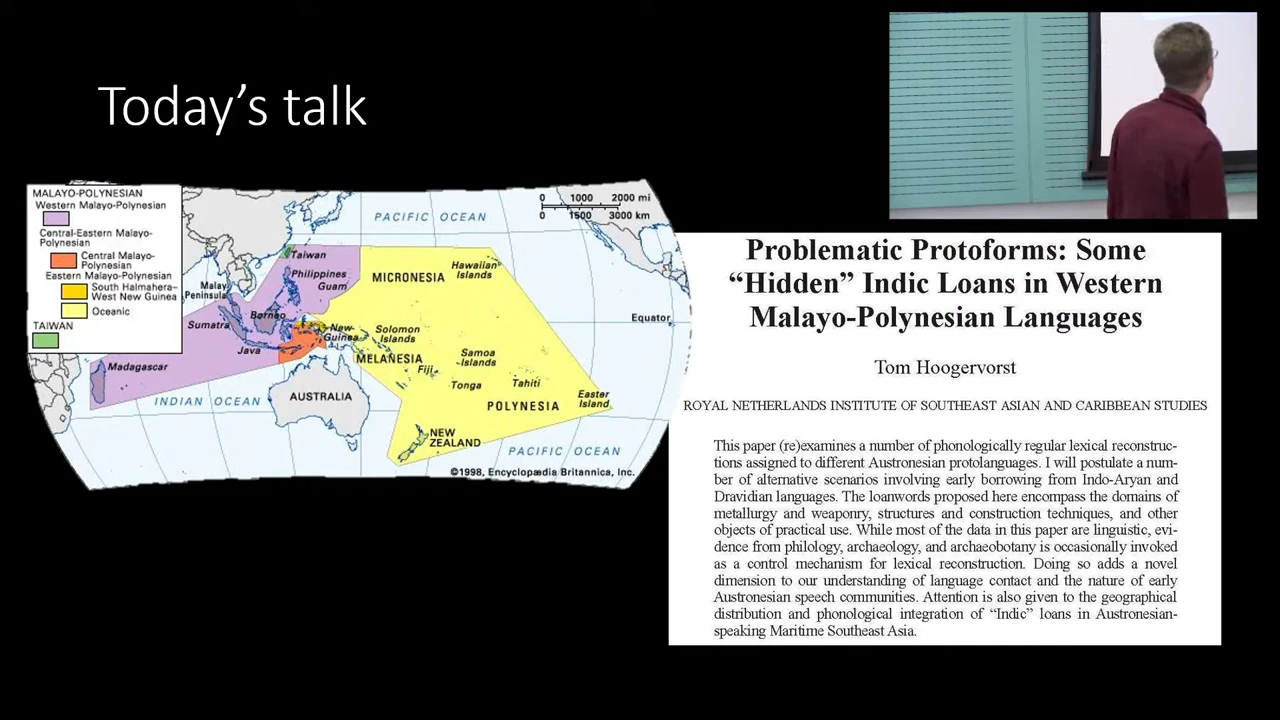 Today's talk
MALAYO-POLYNESIAN
Western Malayo-Polynesian
Central-Eastern Malayo-
Polynesian
Central Malayo-
Polynesian
Eastern Malayo-Polynesian
South Halmahera–
West New Guinea
Oceanic
TAIWAN
0 1000 2000 mi
0 1500 3000 km
PACIFIC OCEAN
Taiwan
Philippines
Guam
MICRONESIA
Hawaiian
Islands
Malay
Peninsula
Borneo
Sumatra
New
Guinea
Solomon
Islands
Equator
Java
MELANESIA
Samoa
Islands
Madagascar
Fiji
Tonga
Tahiti
Easter
Island
INDIAN OCEAN
AUSTRALIA
POLYNESIA
NEW
ZEALAND
PACIFIC OCEAN
©1998, Encyclopædia Britannica, Inc.
Problematic Protoforms: Some
“Hidden” Indic Loans in Western
Malayo-Polynesian Languages
Tom Hoogervorst
ROYAL NETHERLANDS INSTITUTE OF SOUTHEAST ASIAN AND CARIBBEAN STUDIES
This paper (re)examines a number of phonologically regular lexical reconstruc-
tions assigned to different Austronesian protolanguages. I will postulate a num-
ber of alternative scenarios involving early borrowing from Indo-Aryan and
Dravidian languages. The loanwords proposed here encompass the domains of
metallurgy and weaponry, structures and construction techniques, and other
objects of practical use. While most of the data in this paper are linguistic, evi-
dence from philology, archaeology, and archaeobotany is occasionally invoked
as a control mechanism for lexical reconstruction. Doing so adds a novel
dimension to our understanding of language contact and the nature of early
Austronesian speech communities. Attention is also given to the geographical
distribution and phonological integration of “Indic” loans in Austronesian-
speaking Maritime Southeast Asia.